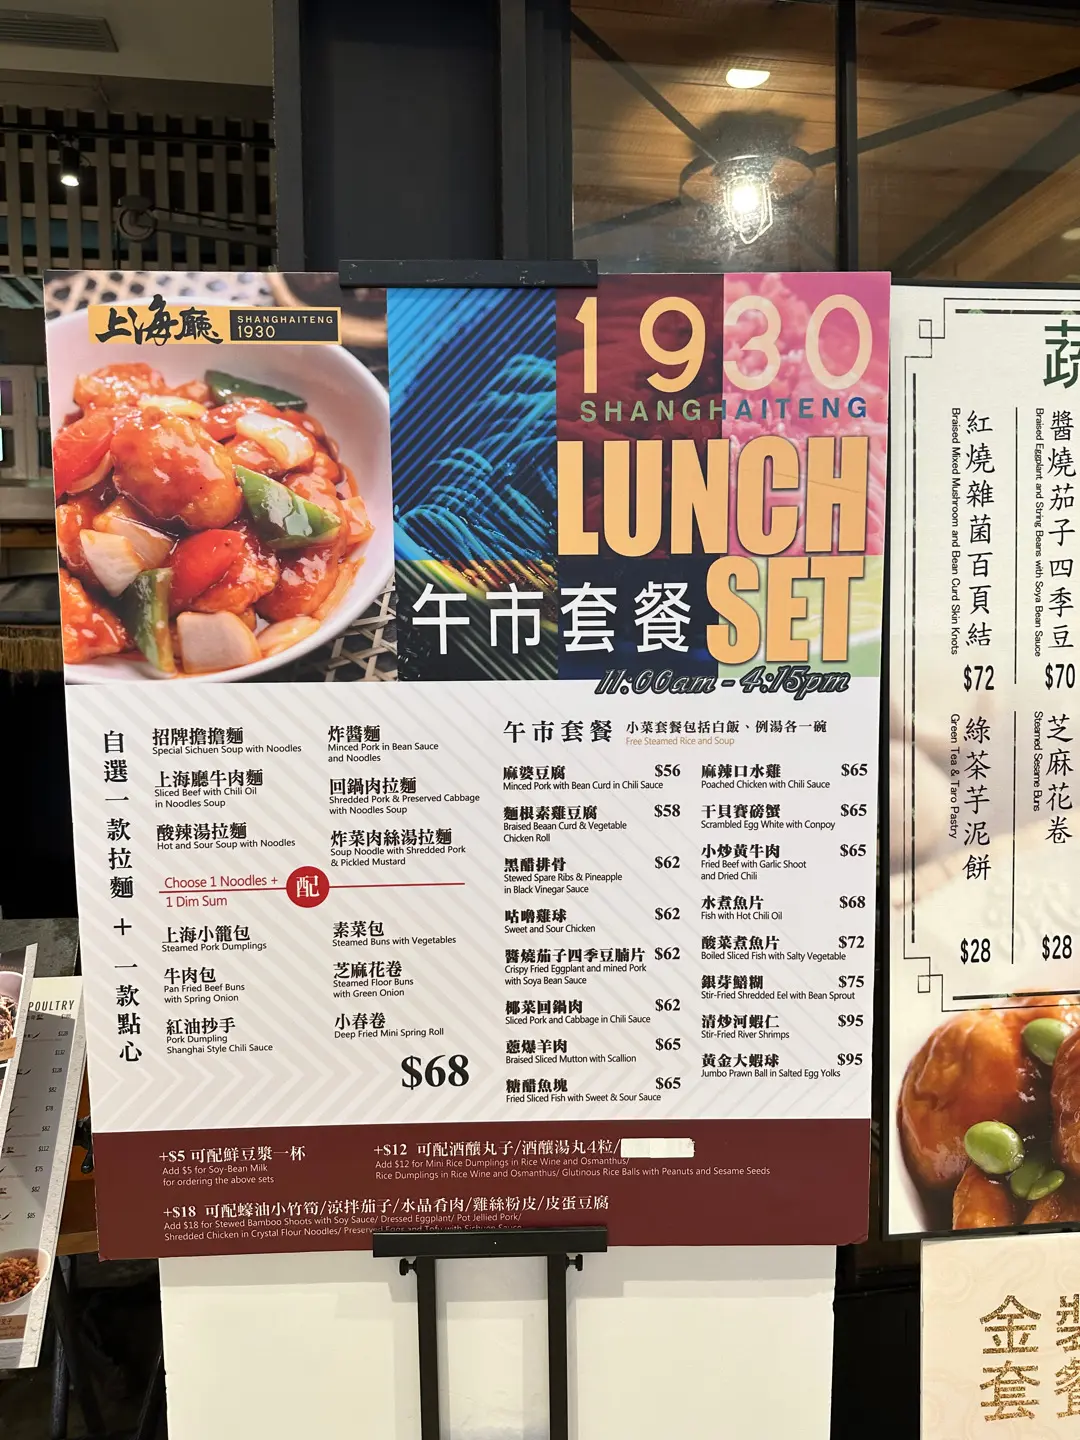 上海廳
SHANGHAITENG
1930
1930
SHANGHAITENG
LUNCH
SET
午市套餐
11:00am - 4:15pm
自選一款拉麵 + 一款點心
招牌擔擔麵
Special Sichuen Soup with Noodles
上海廳牛肉麵
Sliced Beef with Chili Oil
in Noodles Soup
酸辣湯拉麵
Hot and Sour Soup with Noodles
炸醬麵
Minced Pork in Bean Sauce
and Noodles
回鍋肉拉麵
Shredded Pork & Preserved Cabbage
with Noodles Soup
炸菜肉絲湯拉麵
Soup Noodle with Shredded Pork
& Pickled Mustard
Choose 1 Noodles +
1 Dim Sum
配
上海小籠包
Steamed Pork Dumplings
牛肉包
Pan Fried Beef Buns
with Spring Onion
紅油抄手
Pork Dumpling
Shanghai Style Chili Sauce
素菜包
Steamed Buns with Vegetables
芝麻花卷
Steamed Floor Buns
with Green Onion
小春卷
Deep Fried Mini Spring Roll
$68
午市套餐 小菜套餐包括白飯、例湯各一碗
Free Steamed Rice and Soup
麻婆豆腐 $56
Minced Pork with Bean Curd in Chili Sauce
麵根素雞豆腐 $58
Braised Beaan Curd & Vegetable
Chicken Roll
黑醋排骨 $62
Stewed Spare Ribs & Pineapple
in Black Vinegar Sauce
咕嚕雞球 $62
Sweet and Sour Chicken
醬燒茄子四季豆腩片 $62
Crispy Fried Eggplant and mined Pork
with Soya Bean Sauce
椰菜回鍋肉 $62
Sliced Pork and Cabbage in Chili Sauce
蔥爆羊肉 $65
Braised Sliced Mutton with Scallion
糖醋魚塊 $65
Fried Sliced Fish with Sweet & Sour Sauce
麻辣口水雞 $65
Poached Chicken with Chili Sauce
干貝賽磅蟹 $65
Scrambled Egg White with Conpoy
小炒黃牛肉 $65
Fried Beef with Garlic Shoot
and Dried Chili
水煮魚片 $68
Fish with Hot Chili Oil
酸菜煮魚片 $72
Boiled Sliced Fish with Salty Vegetable
銀芽鱔糊 $75
Stir-Fried Shredded Eel with Bean Sprout
清炒河蝦仁 $95
Stir-Fried River Shrimps
黃金大蝦球 $95
Jumbo Prawn Ball in Salted Egg Yolks
+$5 可配鮮豆漿一杯
Add $5 for Soy-Bean Milk
for ordering the above sets
+$12 可配酒釀丸子/酒釀湯丸4粒/
Add $12 for Mini Rice Dumplings in Rice Wine and Osmanthus/
Rice Dumplings in Rice Wine and Osmanthus/ Glutinous Rice Balls with Peanuts and Sesame Seeds
+$18 可配蠔油小竹筍/涼拌茄子/水晶肴肉/雞絲粉皮/皮蛋豆腐
Add $18 for Stewed Bamboo Shoots with Soy Sauce/ Dressed Eggplant/ Pot Jellied Pork/
Shredded Chicken in Crystal Flour Noodles/ Preserved Eggs and Tofu with Sichuen Sauce
蔬
醬燒茄子四季豆
Braised Eggplant and String Beans with Soya Bean Sauce
$70
紅燒雜菌百頁結
Braised Mixed Mushroom and Bean Curd Skin Knots
$72
芝麻花卷
Steamed Sesame Buns
$28
綠茶芋泥餅
Green Tea & Taro Pastry
$28
金裝
套餐
POULTRY
$128
$132
$128
$82
$78
$82
$112
$75
$82
$85